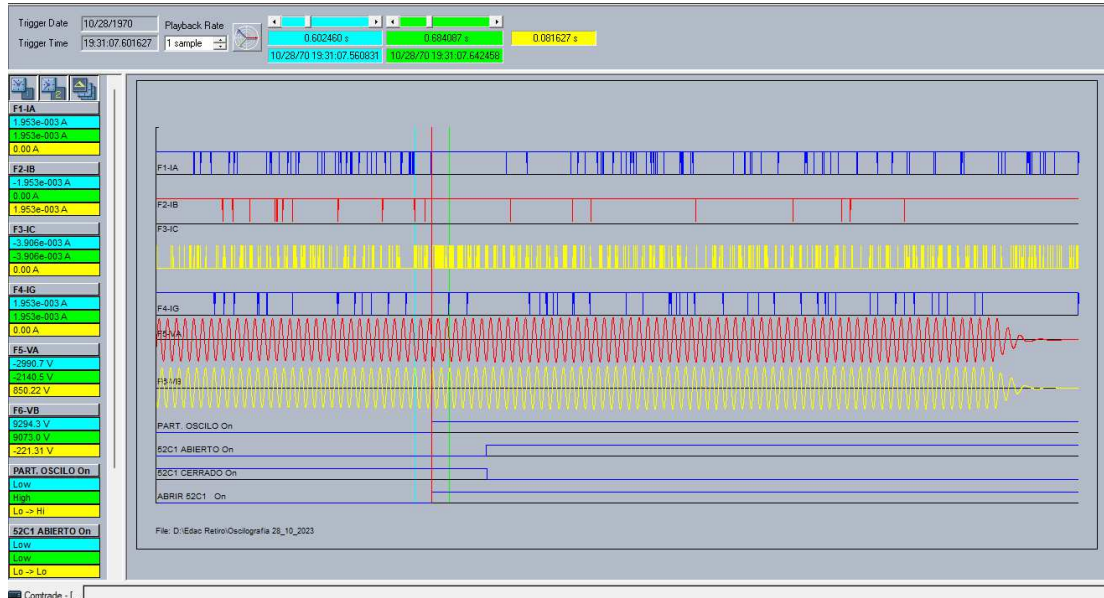 Trigger Date 10/28/1970 Playback Rate
Trigger Time 19:31:07.601627 1 sample
0.602460 s 0.684087 s 0.081627 s
10/28/70 19:31:07.560831 10/28/70 19:31:07.642458
F1-IA
1.953e-003 A
1.953e-003 A
0.00 A
F2-IB
-1.953e-003 A
0.00 A
1.953e-003 A
F3-IC
-3.906e-003 A
-3.906e-003 A
0.00 A
F4-IG
1.953e-003 A
1.953e-003 A
0.00 A
F5-VA
-2990.7 V
-2140.5 V
850.22 V
F6-VB
9294.3 V
9073.0 V
-221.31 V
PART. OSCILO On
Low
High
Lo -> Hi
52C1 ABIERTO On
Low
Low
Lo -> Lo
F1-IA
F2-IB
F3-IC
F4-IG
F5-VA
F6-VB
PART. OSCILO On
52C1 ABIERTO On
52C1 CERRADO On
ABRIR 52C1 On
File: D:\Edac Retiro\Oscilografia 28_10_2023
Comtrade - [